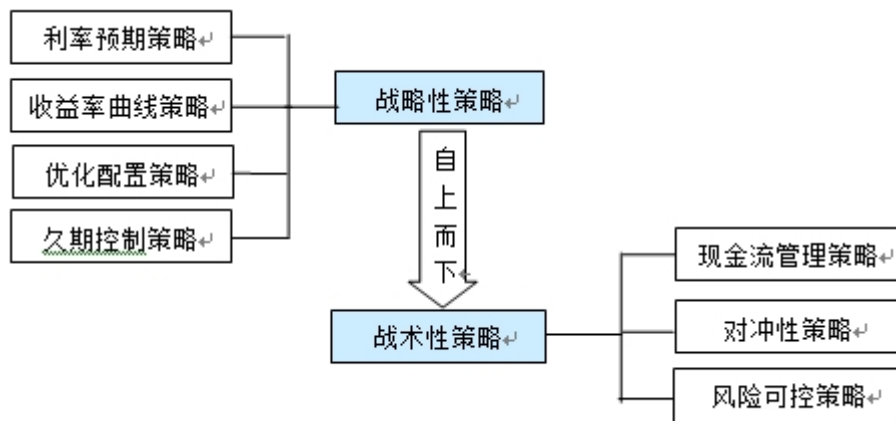 利率预期策略
收益率曲线策略
优化配置策略
久期控制策略
战略性策略
自
上
而
下
战术性策略
现金流管理策略
对冲性策略
风险可控策略